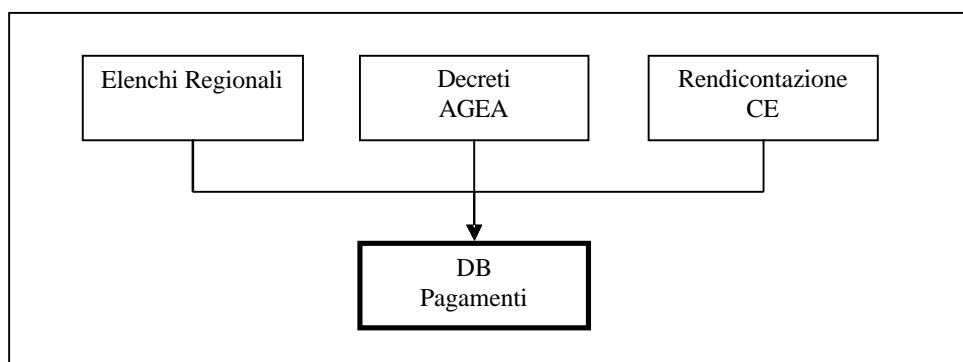 Elenchi Regionali
Decreti
AGEA
Rendicontazione
CE
DB
Pagamenti